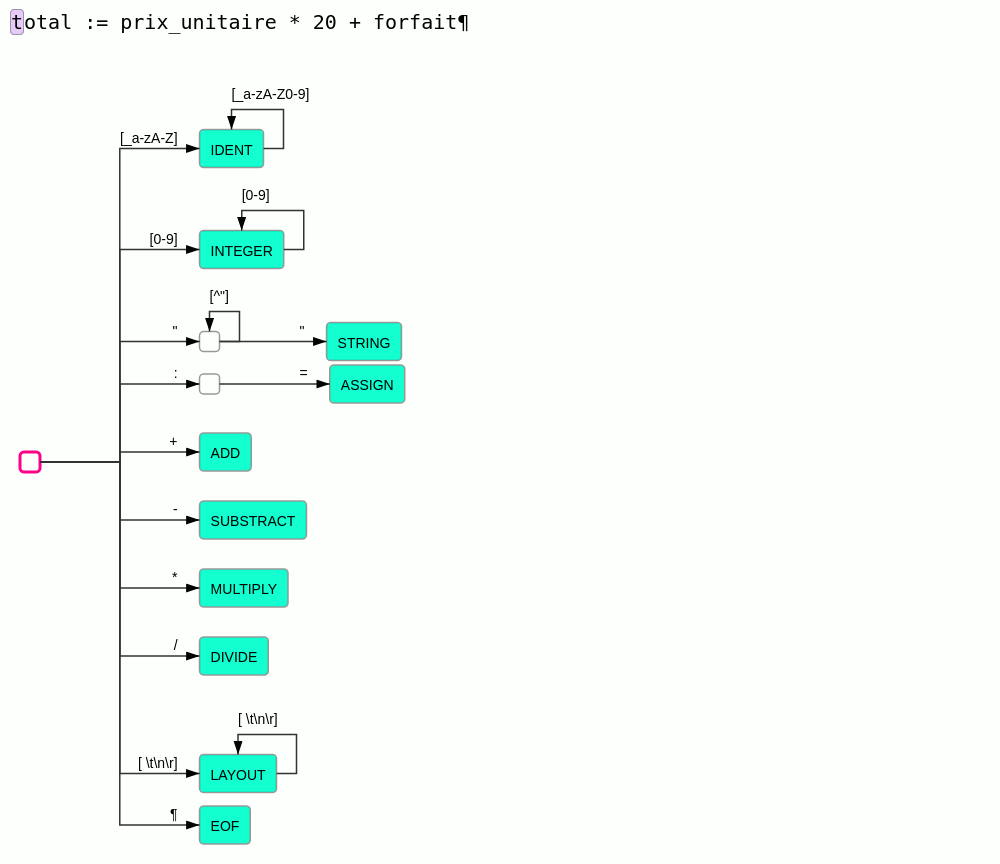 total := prix_unitaire * 20 + forfait¶
[_a-zA-Z0-9]
[_a-zA-Z]
IDENT
[0-9]
[0-9]
INTEGER
[^"]
"
"
STRING
:
=
ASSIGN
+
ADD
-
SUBSTRACT
*
MULTIPLY
/
DIVIDE
[ \t\n\r]
[ \t\n\r]
LAYOUT
¶
EOF